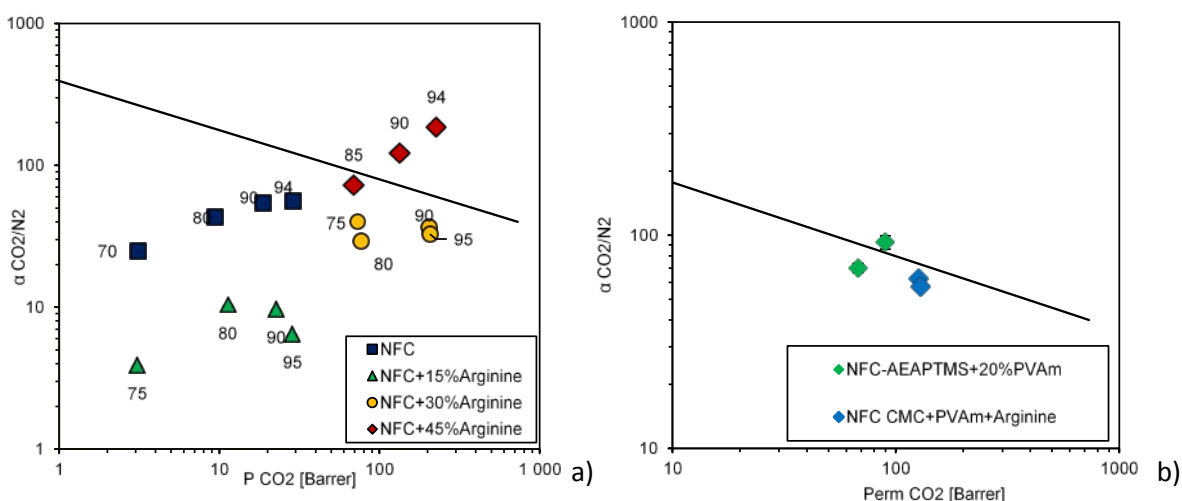 1000
100
10
1
α CO2/N2
94
90
85
94
90
80
70
75
90
95
80
80
90
95
75
NFC
NFC+15%Arginine
NFC+30%Arginine
NFC+45%Arginine
1 10 100 1 000
P CO2 [Barrer]
a)
1000
100
10
α CO2/N2
NFC-AEAPTMS+20%PVAm
NFC CMC+PVAm+Arginine
10 100 1000
Perm CO2 [Barrer]
b)